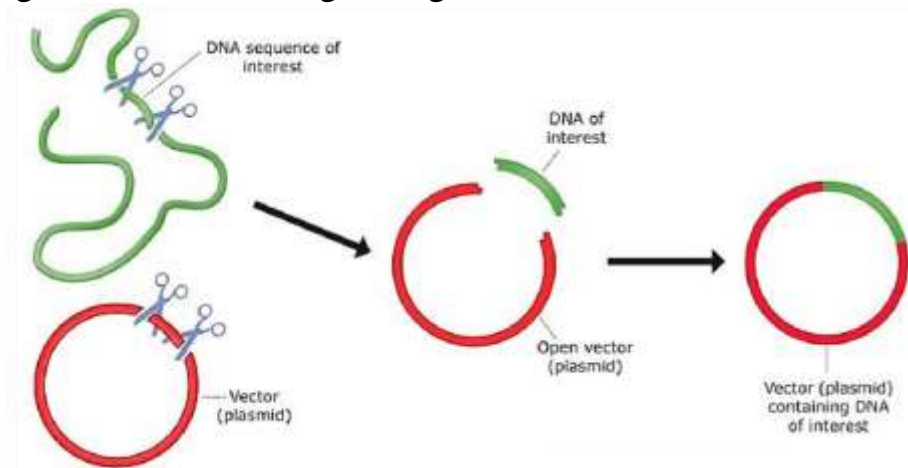 DNA sequence of
interest
DNA of
interest
Open vector
(plasmid)
Vector
(plasmid)
Vector (plasmid)
containing DNA
of interest